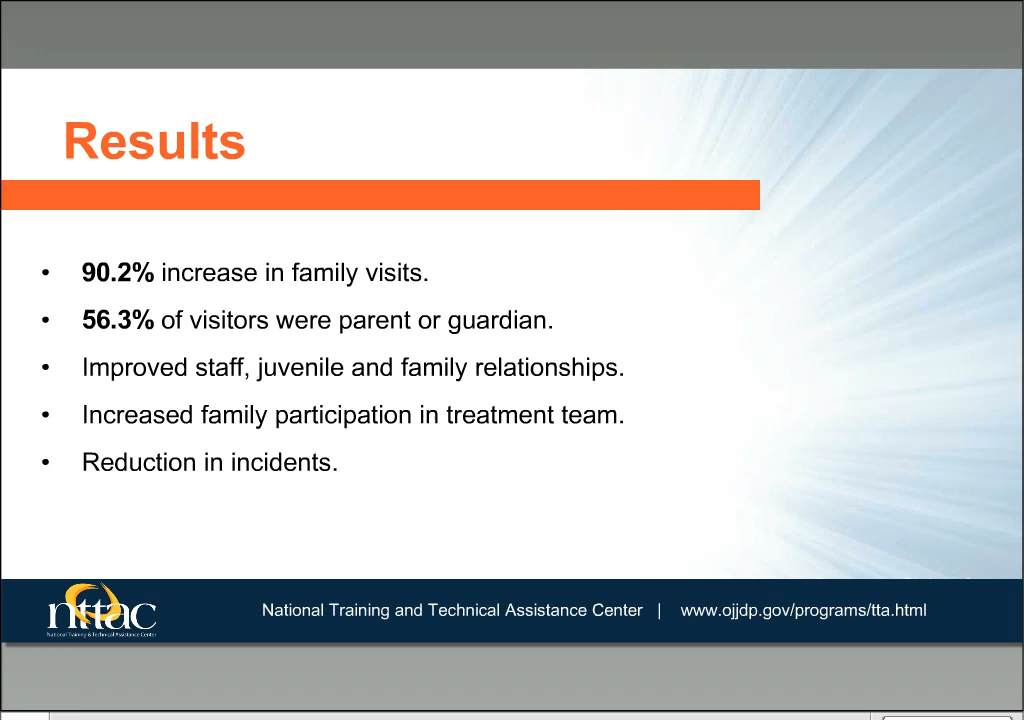 Results
• 90.2% increase in family visits.
• 56.3% of visitors were parent or guardian.
• Improved staff, juvenile and family relationships.
• Increased family participation in treatment team.
• Reduction in incidents.
nttac
National Training & Technical Assistance Center
National Training and Technical Assistance Center | www.ojjdp.gov/programs/tta.html